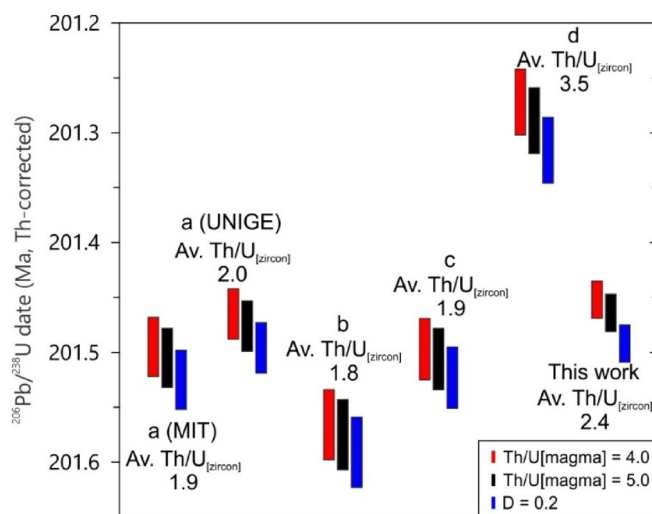 201.2
201.3
201.4
201.5
201.6
²⁰⁶Pb/²³⁸U date (Ma, Th-corrected)
d
Av. Th/U[zircon]
3.5
a (UNIGE)
Av. Th/U[zircon]
2.0
c
Av. Th/U[zircon]
1.9
b
Av. Th/U[zircon]
1.8
a (MIT)
Av. Th/U[zircon]
1.9
This work
Av. Th/U[zircon]
2.4
Th/U[magma] = 4.0
Th/U[magma] = 5.0
D = 0.2